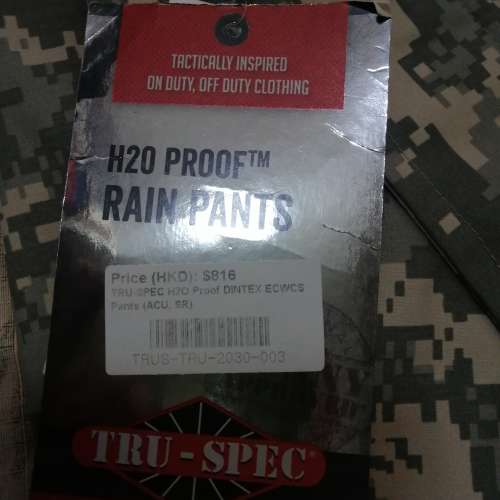 TACTICALLY INSPIRED
ON DUTY, OFF DUTY CLOTHING
H2O PROOF™
RAIN PANTS
Price (HKD): $816
TRU-SPEC H2O Proof DINTEX ECWCS
Pants (ACU, SR)
TRUS-TRU-2030-003
TRU-SPEC®